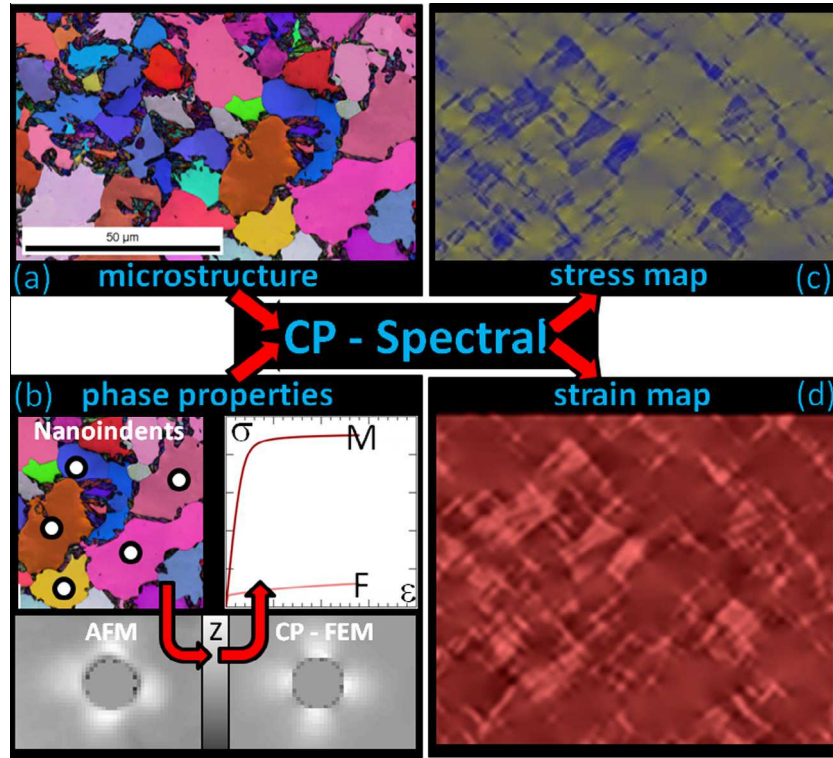 50 µm
(a) microstructure
stress map (c)
CP - Spectral
(b) phase properties
strain map (d)
Nanoindents
σ
M
F
ε
AFM
Z
CP - FEM